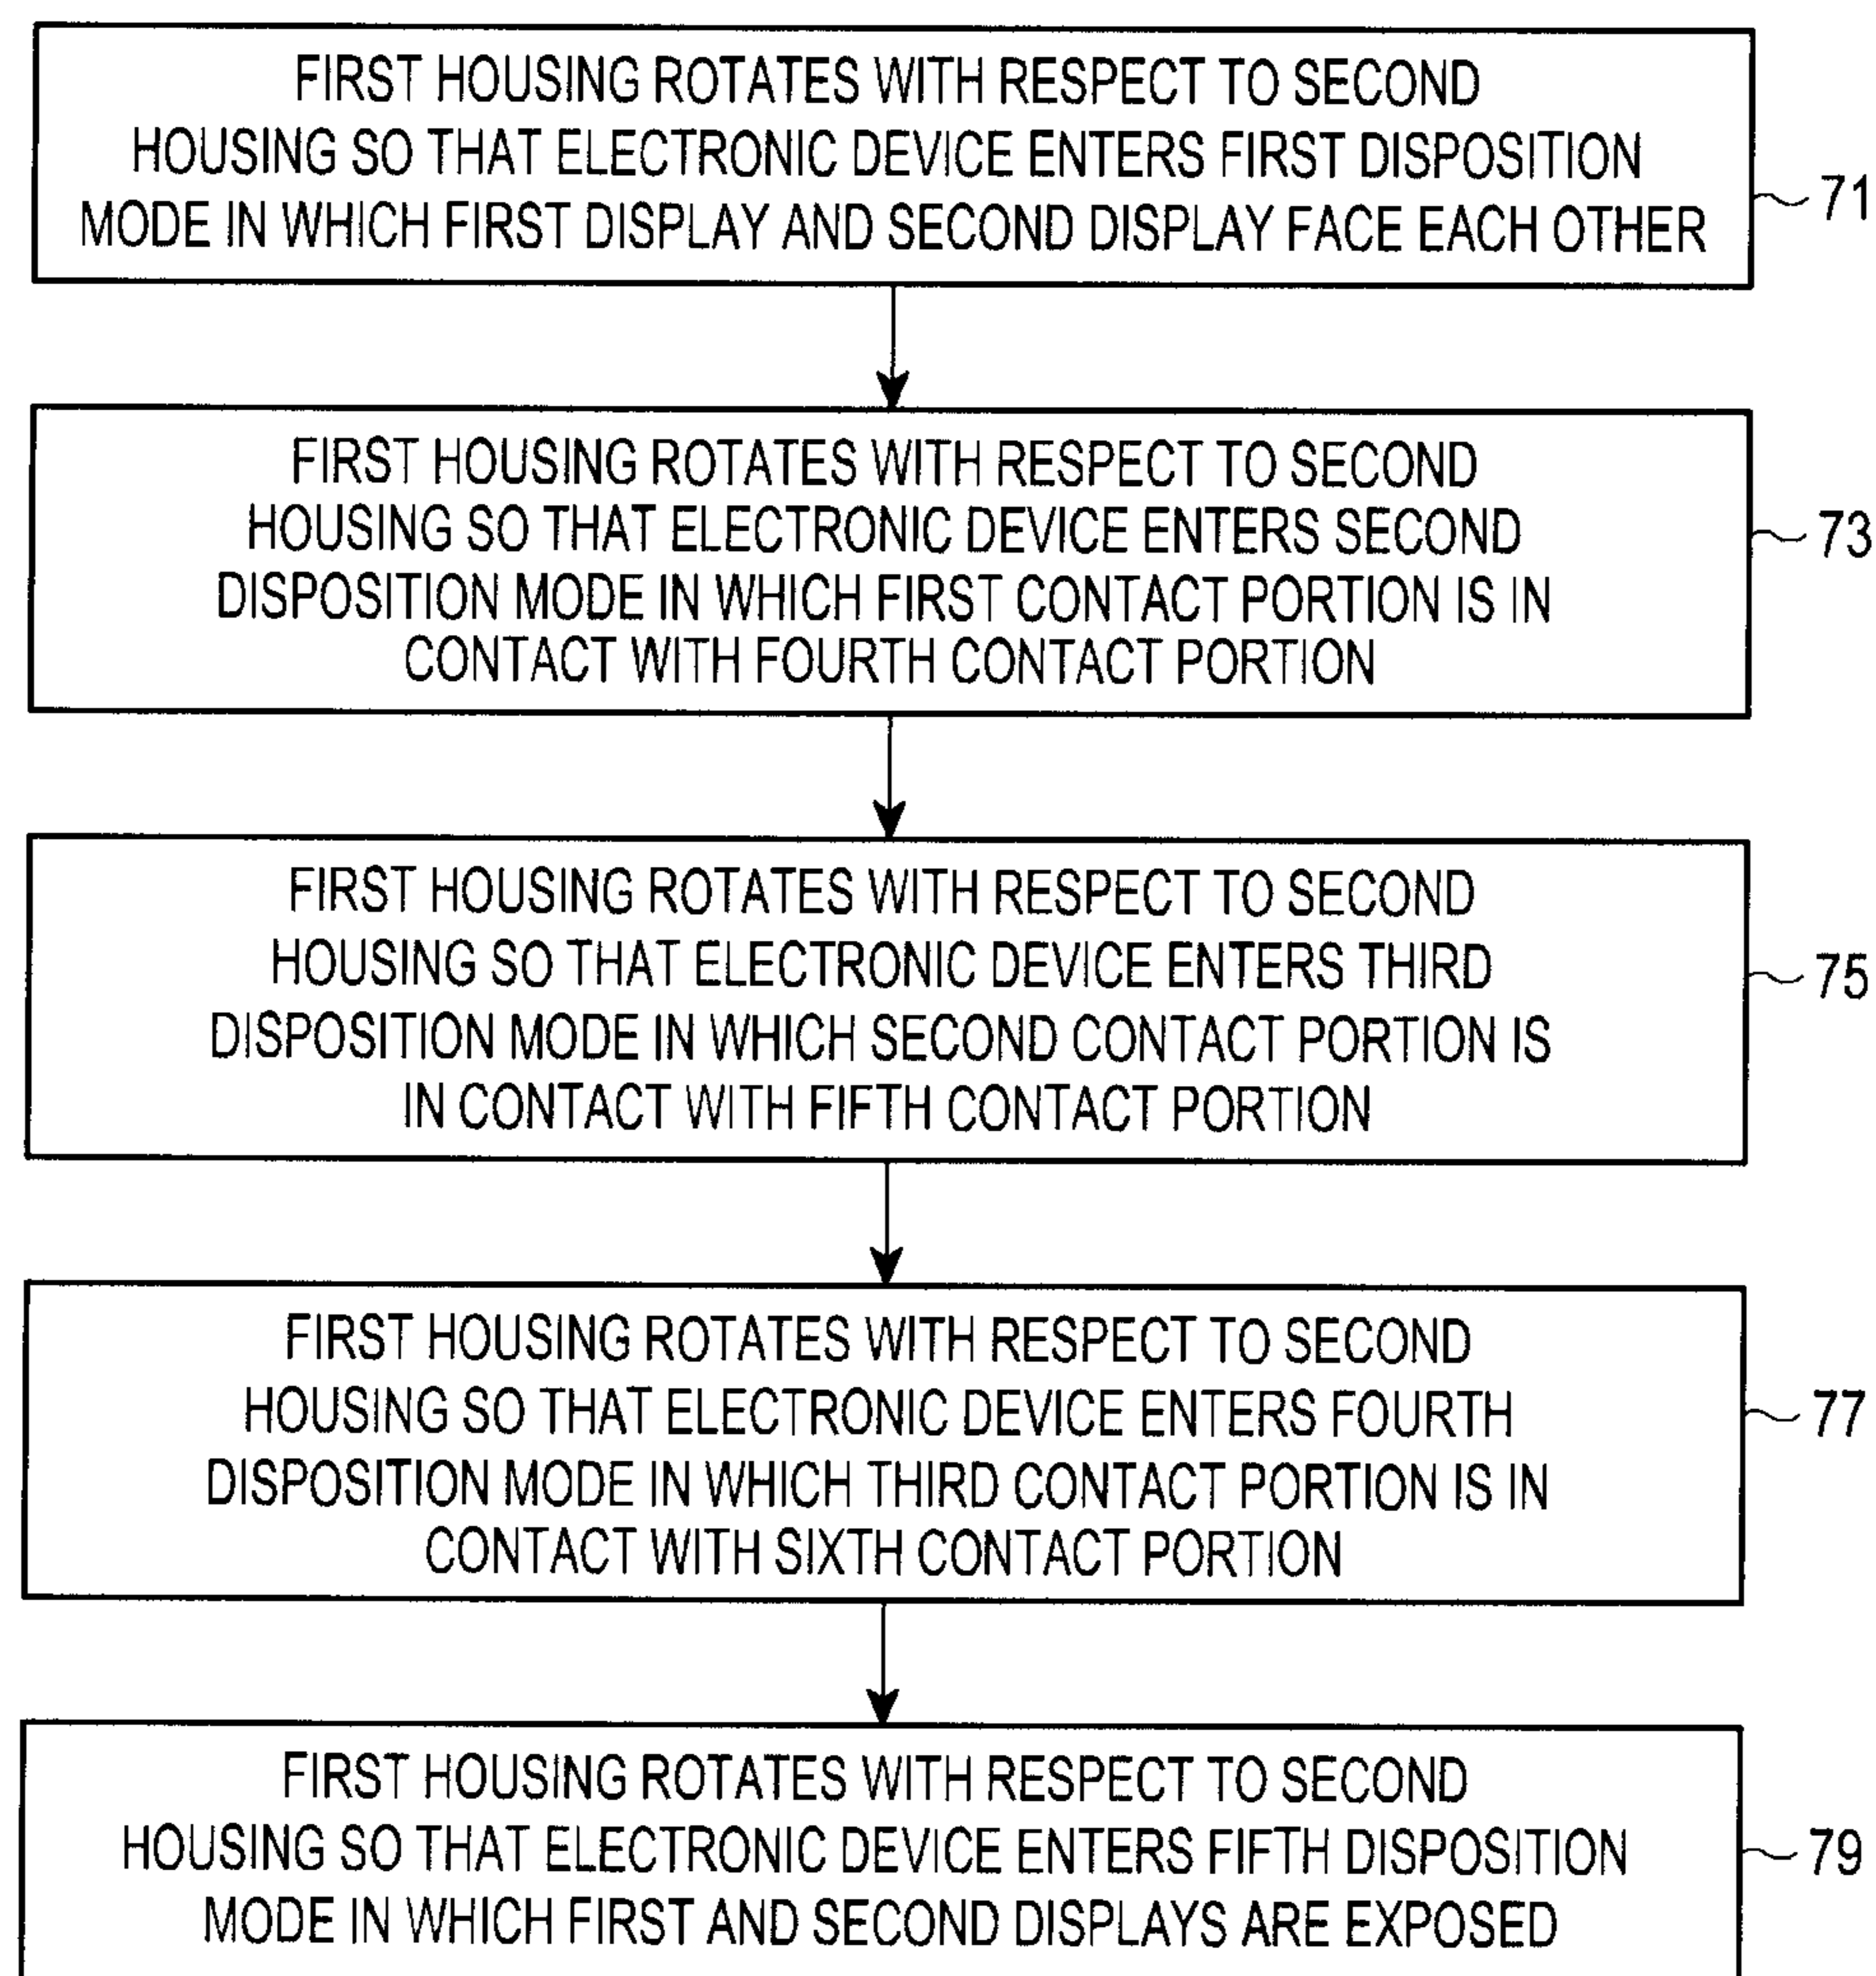 FIRST HOUSING ROTATES WITH RESPECT TO SECOND
HOUSING SO THAT ELECTRONIC DEVICE ENTERS FIRST DISPOSITION
MODE IN WHICH FIRST DISPLAY AND SECOND DISPLAY FACE EACH OTHER
71
FIRST HOUSING ROTATES WITH RESPECT TO SECOND
HOUSING SO THAT ELECTRONIC DEVICE ENTERS SECOND
DISPOSITION MODE IN WHICH FIRST CONTACT PORTION IS IN
CONTACT WITH FOURTH CONTACT PORTION
73
FIRST HOUSING ROTATES WITH RESPECT TO SECOND
HOUSING SO THAT ELECTRONIC DEVICE ENTERS THIRD
DISPOSITION MODE IN WHICH SECOND CONTACT PORTION IS
IN CONTACT WITH FIFTH CONTACT PORTION
75
FIRST HOUSING ROTATES WITH RESPECT TO SECOND
HOUSING SO THAT ELECTRONIC DEVICE ENTERS FOURTH
DISPOSITION MODE IN WHICH THIRD CONTACT PORTION IS IN
CONTACT WITH SIXTH CONTACT PORTION
77
FIRST HOUSING ROTATES WITH RESPECT TO SECOND
HOUSING SO THAT ELECTRONIC DEVICE ENTERS FIFTH DISPOSITION
MODE IN WHICH FIRST AND SECOND DISPLAYS ARE EXPOSED
79